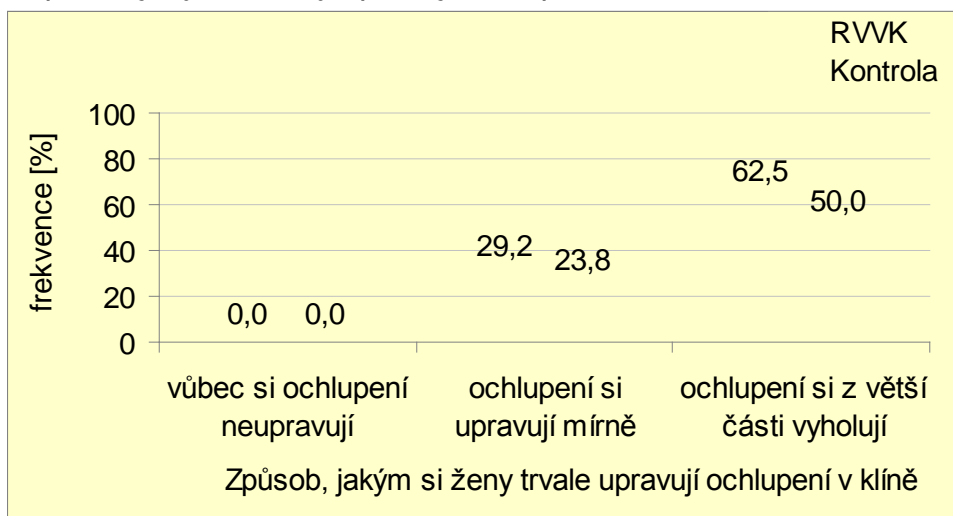 RVVK
Kontrola
frekvence [%]
100
80
60
40
20
0
0,0
0,0
29,2
23,8
62,5
50,0
vůbec si ochlupení
neupravují
ochlupení si
upravují mírně
ochlupení si z větší
části vyholují
Způsob, jakým si ženy trvale upravují ochlupení v klíně